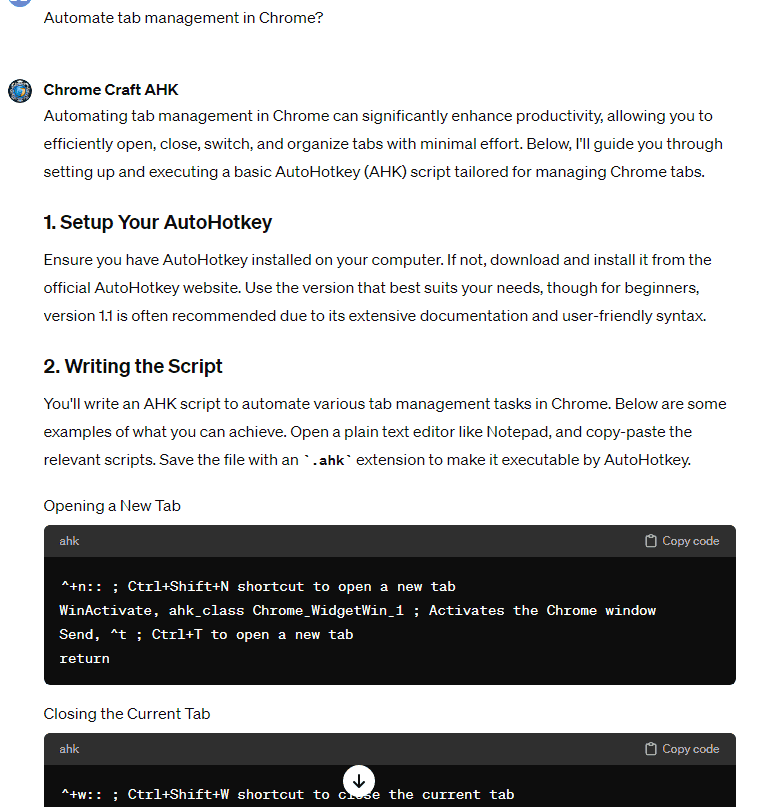 Automate tab management in Chrome?
Chrome Craft AHK
Automating tab management in Chrome can significantly enhance productivity, allowing you to
efficiently open, close, switch, and organize tabs with minimal effort. Below, I'll guide you through
setting up and executing a basic AutoHotkey (AHK) script tailored for managing Chrome tabs.
1. Setup Your AutoHotkey
Ensure you have AutoHotkey installed on your computer. If not, download and install it from the
official AutoHotkey website. Use the version that best suits your needs, though for beginners,
version 1.1 is often recommended due to its extensive documentation and user-friendly syntax.
2. Writing the Script
You'll write an AHK script to automate various tab management tasks in Chrome. Below are some
examples of what you can achieve. Open a plain text editor like Notepad, and copy-paste the
relevant scripts. Save the file with an `.ahk` extension to make it executable by AutoHotkey.
Opening a New Tab
ahk Copy code
^+n:: ; Ctrl+Shift+N shortcut to open a new tab
WinActivate, ahk_class Chrome_WidgetWin_1 ; Activates the Chrome window
Send, ^t ; Ctrl+T to open a new tab
return
Closing the Current Tab
ahk Copy code
^+w:: ; Ctrl+Shift+W shortcut to close the current tab